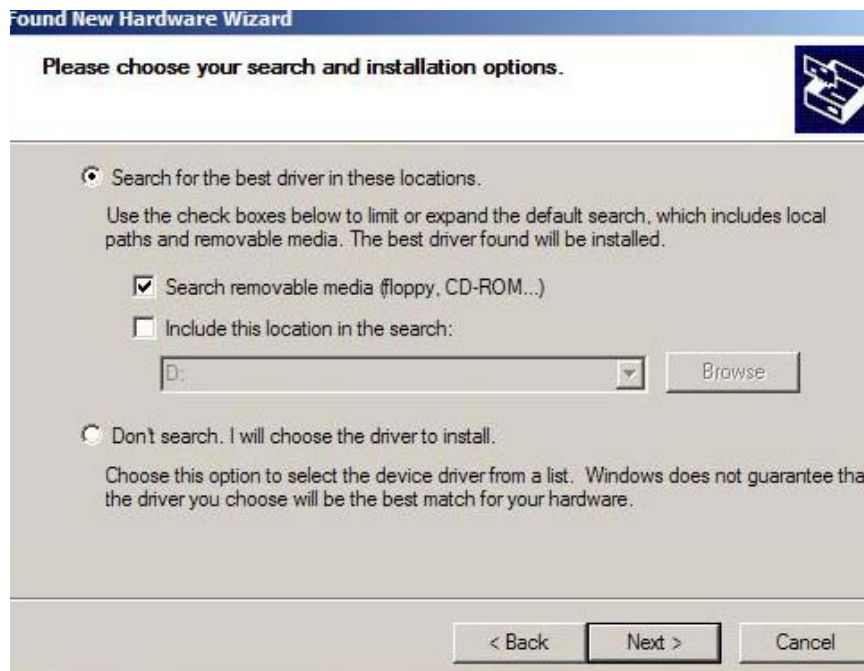 Found New Hardware Wizard
Please choose your search and installation options.
Search for the best driver in these locations.
Use the check boxes below to limit or expand the default search, which includes local
paths and removable media. The best driver found will be installed.
Search removable media (floppy, CD-ROM...)
Include this location in the search:
D:
Browse
Don't search. I will choose the driver to install.
Choose this option to select the device driver from a list. Windows does not guarantee tha
the driver you choose will be the best match for your hardware.
< Back Next > Cancel